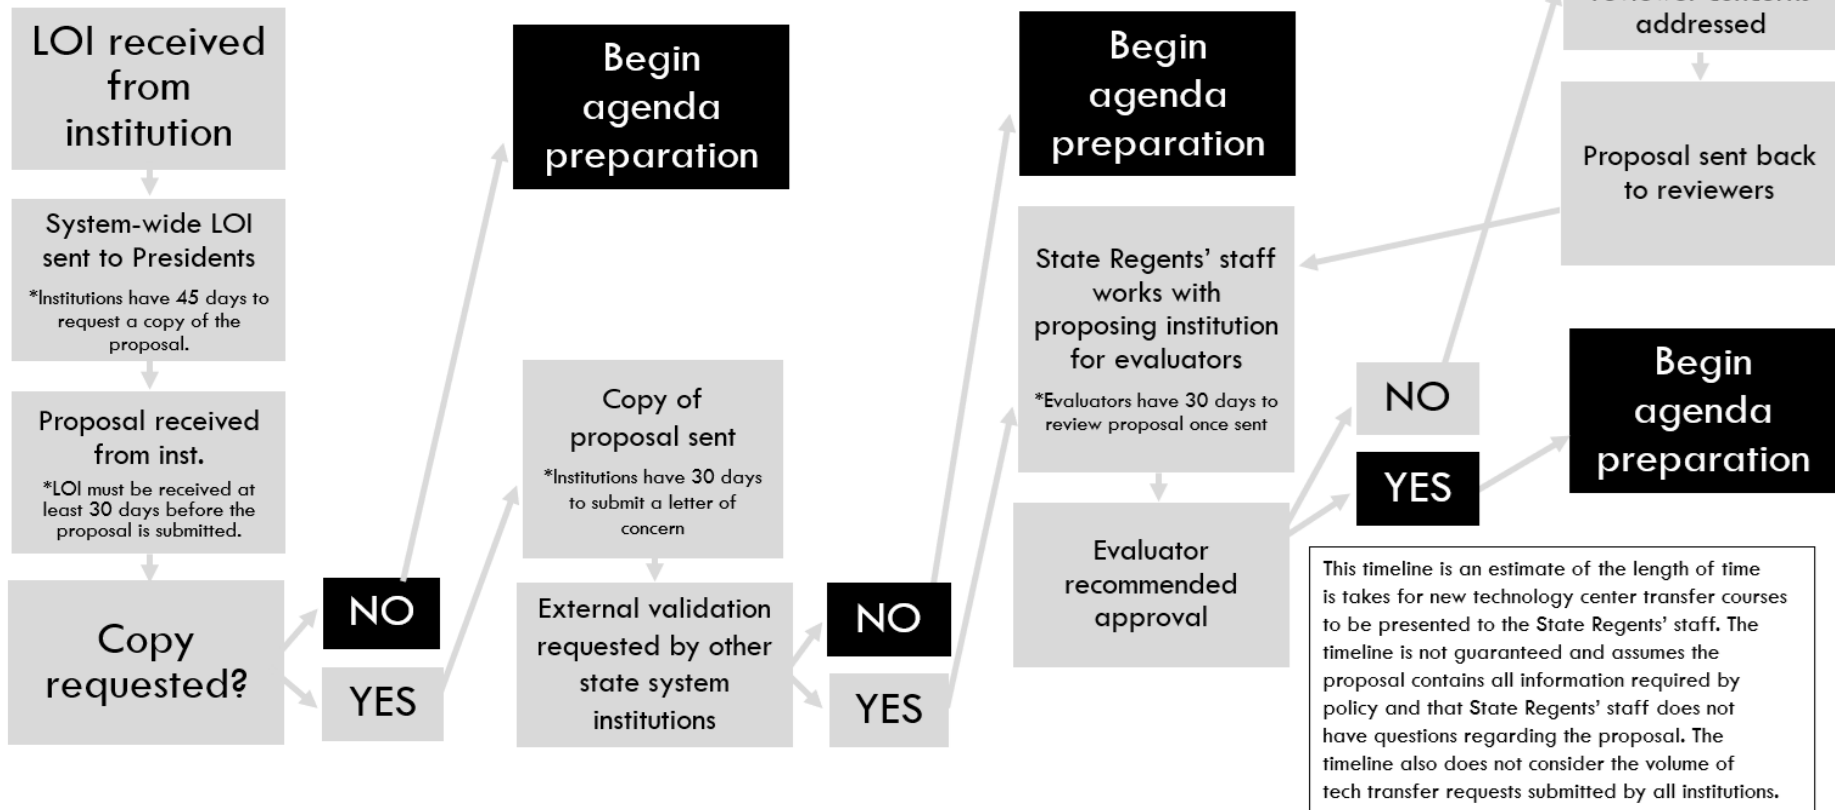 LOI received
from
institution
System-wide LOI
sent to Presidents
*Institutions have 45 days to
request a copy of the
proposal.
Proposal received
from inst.
*LOI must be received at
least 30 days before the
proposal is submitted.
Copy
requested?
NO
YES
Begin
agenda
preparation
Copy of
proposal sent
*Institutions have 30 days
to submit a letter of
concern
External validation
requested by other
state system
institutions
NO
YES
Begin
agenda
preparation
State Regents' staff
works with
proposing institution
for evaluators
*Evaluators have 30 days to
review proposal once sent
Evaluator
recommended
approval
NO
YES
addressed
Proposal sent back
to reviewers
Begin
agenda
preparation
This timeline is an estimate of the length of time
is takes for new technology center transfer courses
to be presented to the State Regents' staff. The
timeline is not guaranteed and assumes the
proposal contains all information required by
policy and that State Regents' staff does not
have questions regarding the proposal. The
timeline also does not consider the volume of
tech transfer requests submitted by all institutions.